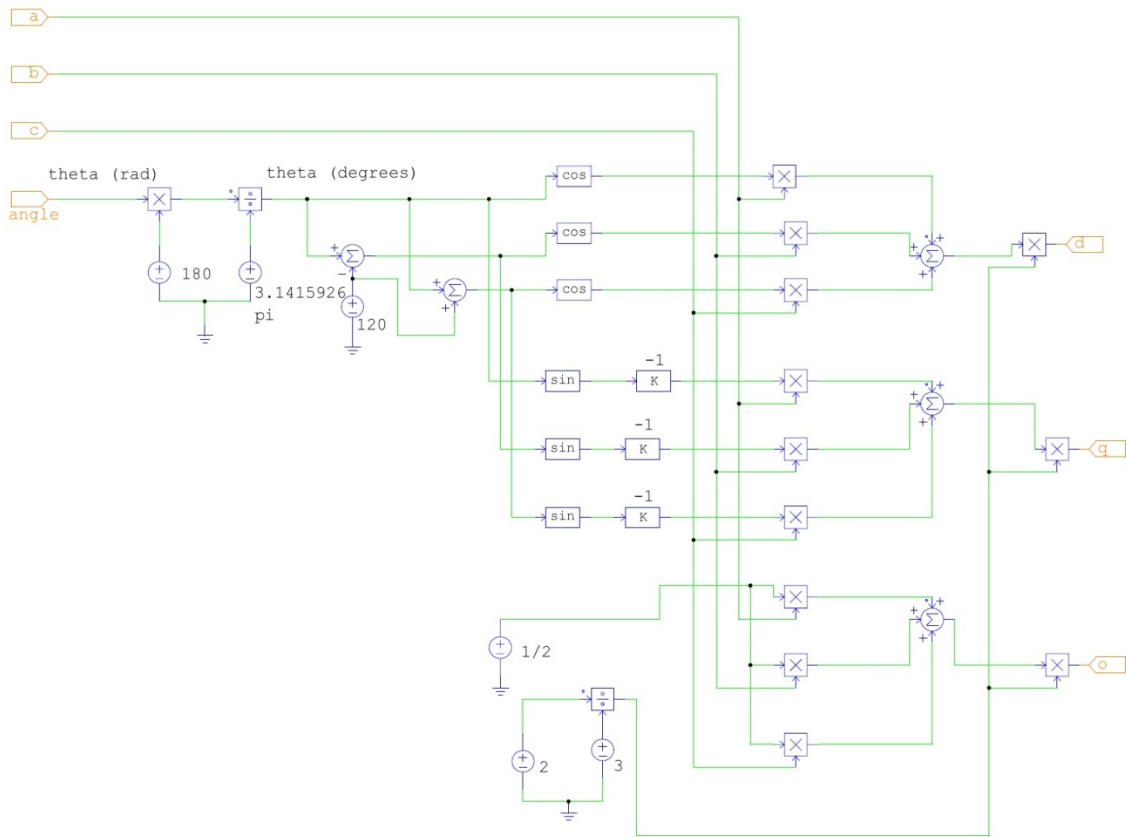 a
b
c
theta (rad)
theta (degrees)
angle
180
3.1415926
pi
120
cos
cos
cos
d
-1
sin
K
-1
sin
K
q
-1
sin
K
1/2
o
2
3